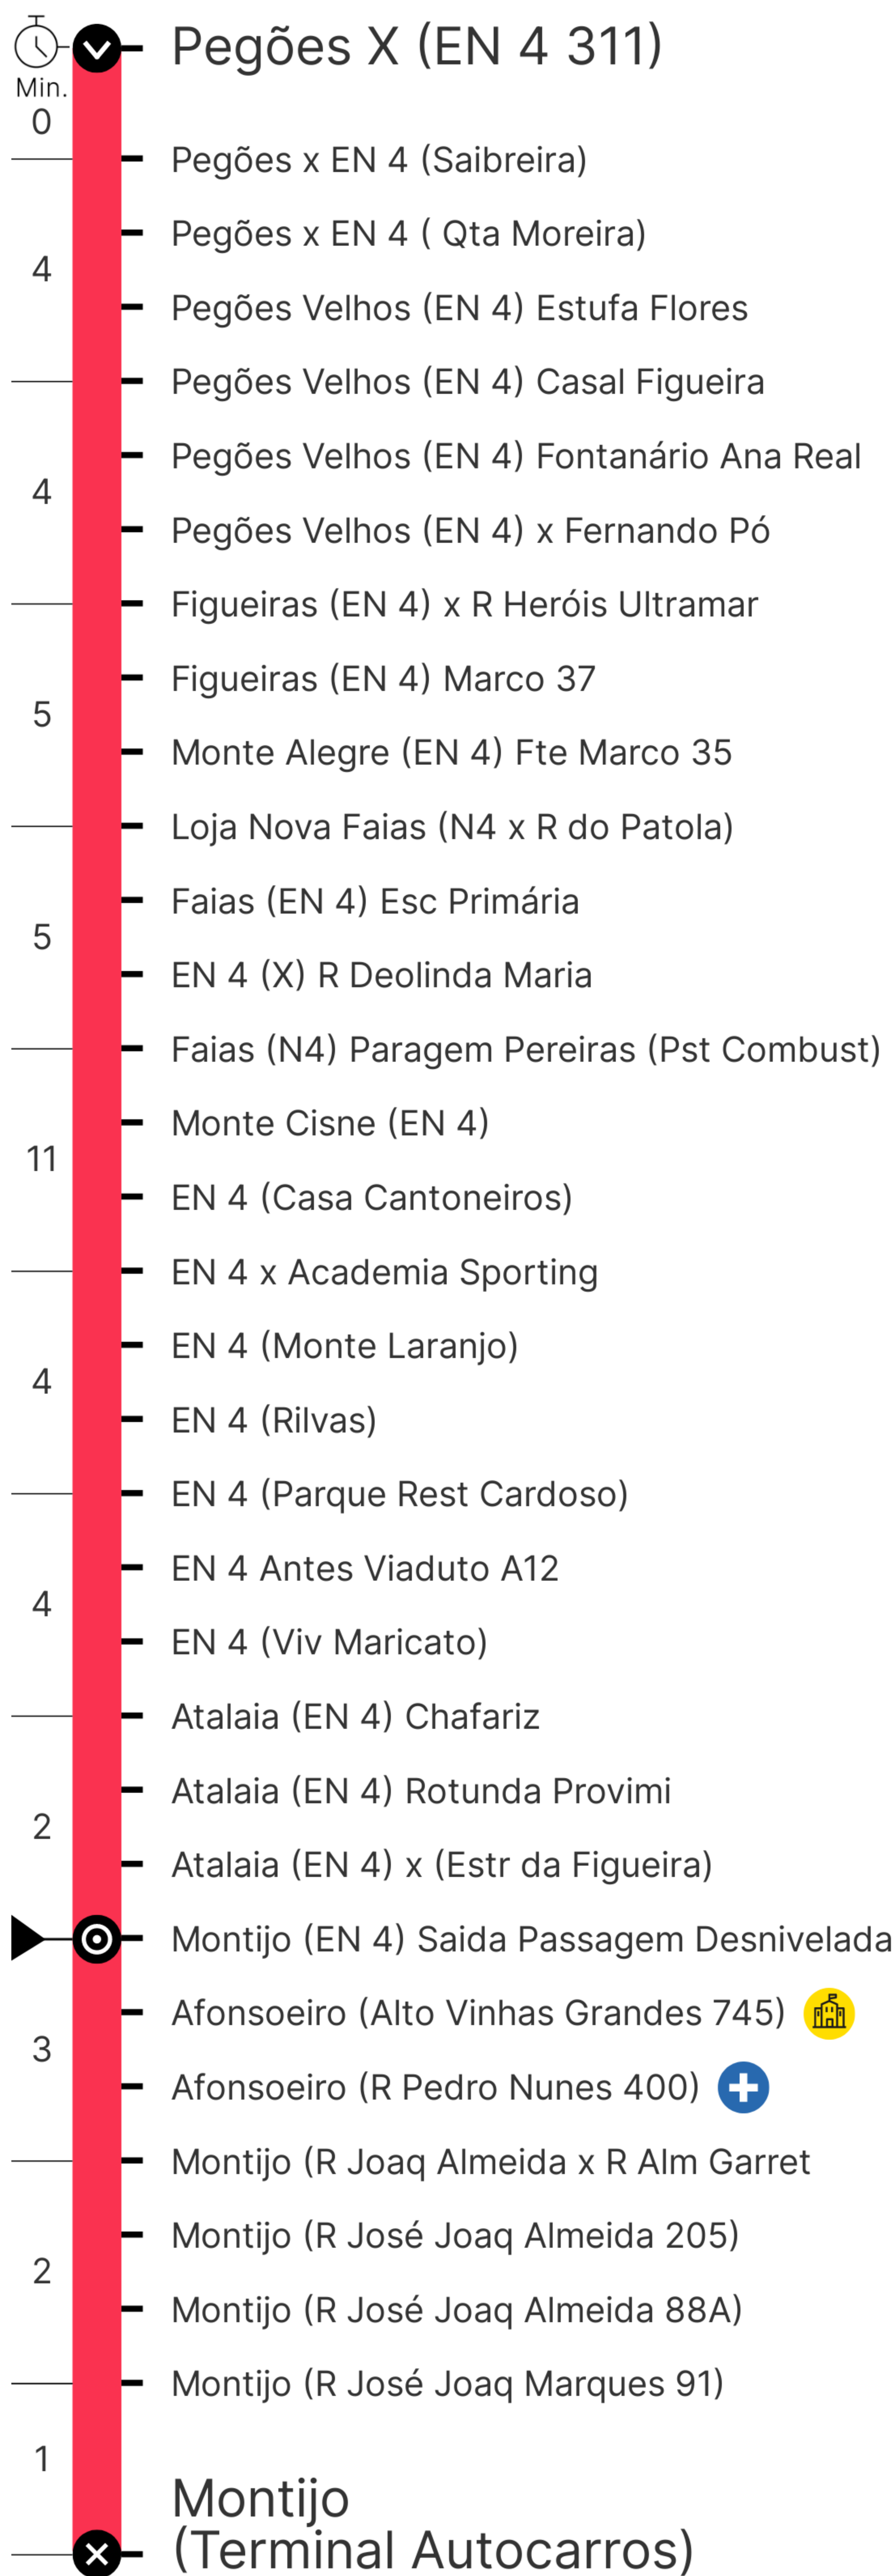 Pegões X (EN 4 311)
Min.
0
Pegões x EN 4 (Saibreira)
Pegões x EN 4 ( Qta Moreira)
4
Pegões Velhos (EN 4) Estufa Flores
Pegões Velhos (EN 4) Casal Figueira
Pegões Velhos (EN 4) Fontanário Ana Real
4
Pegões Velhos (EN 4) x Fernando Pó
Figueiras (EN 4) x R Heróis Ultramar
Figueiras (EN 4) Marco 37
5
Monte Alegre (EN 4) Fte Marco 35
Loja Nova Faias (N4 x R do Patola)
Faias (EN 4) Esc Primária
5
EN 4 (X) R Deolinda Maria
Faias (N4) Paragem Pereiras (Pst Combust)
Monte Cisne (EN 4)
11
EN 4 (Casa Cantoneiros)
EN 4 x Academia Sporting
EN 4 (Monte Laranjo)
4
EN 4 (Rilvas)
EN 4 (Parque Rest Cardoso)
EN 4 Antes Viaduto A12
4
EN 4 (Viv Maricato)
Atalaia (EN 4) Chafariz
Atalaia (EN 4) Rotunda Provimi
2
Atalaia (EN 4) x (Estr da Figueira)
Montijo (EN 4) Saida Passagem Desnivelada
Afonsoeiro (Alto Vinhas Grandes 745)
3
Afonsoeiro (R Pedro Nunes 400)
Montijo (R Joaq Almeida x R Alm Garret
Montijo (R José Joaq Almeida 205)
2
Montijo (R José Joaq Almeida 88A)
Montijo (R José Joaq Marques 91)
1
Montijo
(Terminal Autocarros)